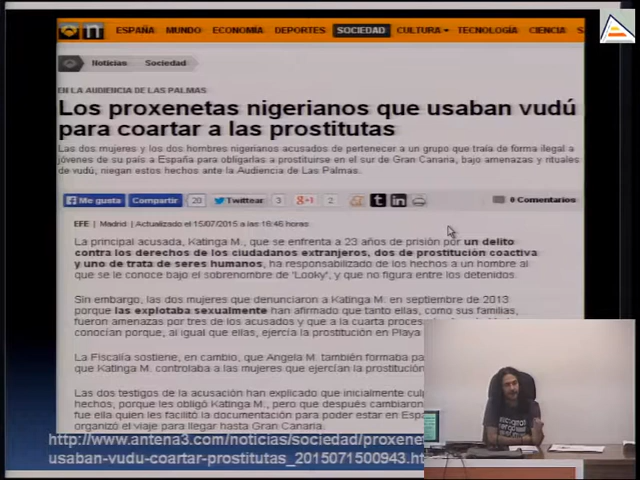 n ESPAÑA MUNDO ECONOMÍA DEPORTES SOCIEDAD CULTURA TECNOLOGÍA CIENCIA S
Noticias Sociedad
EN LA AUDIENCIA DE LAS PALMAS
Los proxenetas nigerianos que usaban vudú
para coartar a las prostitutas
Las dos mujeres y los dos hombres nigerianos acusados de pertenecer a un grupo que traía de forma ilegal a
jóvenes de su país a España para obligarlas a prostituirse en el sur de Gran Canaria, bajo amenazas y rituales
de vudú, niegan estos hechos ante la Audiencia de Las Palmas.
Me gusta Compartir 20 Twittear 3 g+1 2 t in 0 Comentarios
EFE | Madrid | Actualizado el 15/07/2015 a las 16:46 horas
La principal acusada, Katinga M., que se enfrenta a 23 años de prisión por un delito
contra los derechos de los ciudadanos extranjeros, dos de prostitución coactiva
y uno de trata de seres humanos, ha responsabilizado de los hechos a un hombre al
que se le conoce bajo el sobrenombre de 'Looky', y que no figura entre los detenidos.
Sin embargo, las dos mujeres que denunciaron a Katinga M. en septiembre de 2013
porque las explotaba sexualmente han afirmado que tanto ellas, como sus familias,
fueron amenazas por tres de los acusados y que a la cuarta proces
conocían porque, al igual que ellas, ejercía la prostitución en Playa
La Fiscalía sostiene, en cambio, que Angela M. también formaba pa
que Katinga M. controlaba a las mujeres que ejercían la prostitució
Las dos testigos de la acusación han explicado que inicialmente culp
hechos, porque les obligó Katinga M., pero que después cambiaron
fue ella quien les facilitó la documentación para poder estar en Esp
organizó el viaje para llegar hasta Gran Canaria.
http://www.antena3.com/noticias/sociedad/proxenet
usaban-vudu-coartar-prostitutas_2015071500943.ht